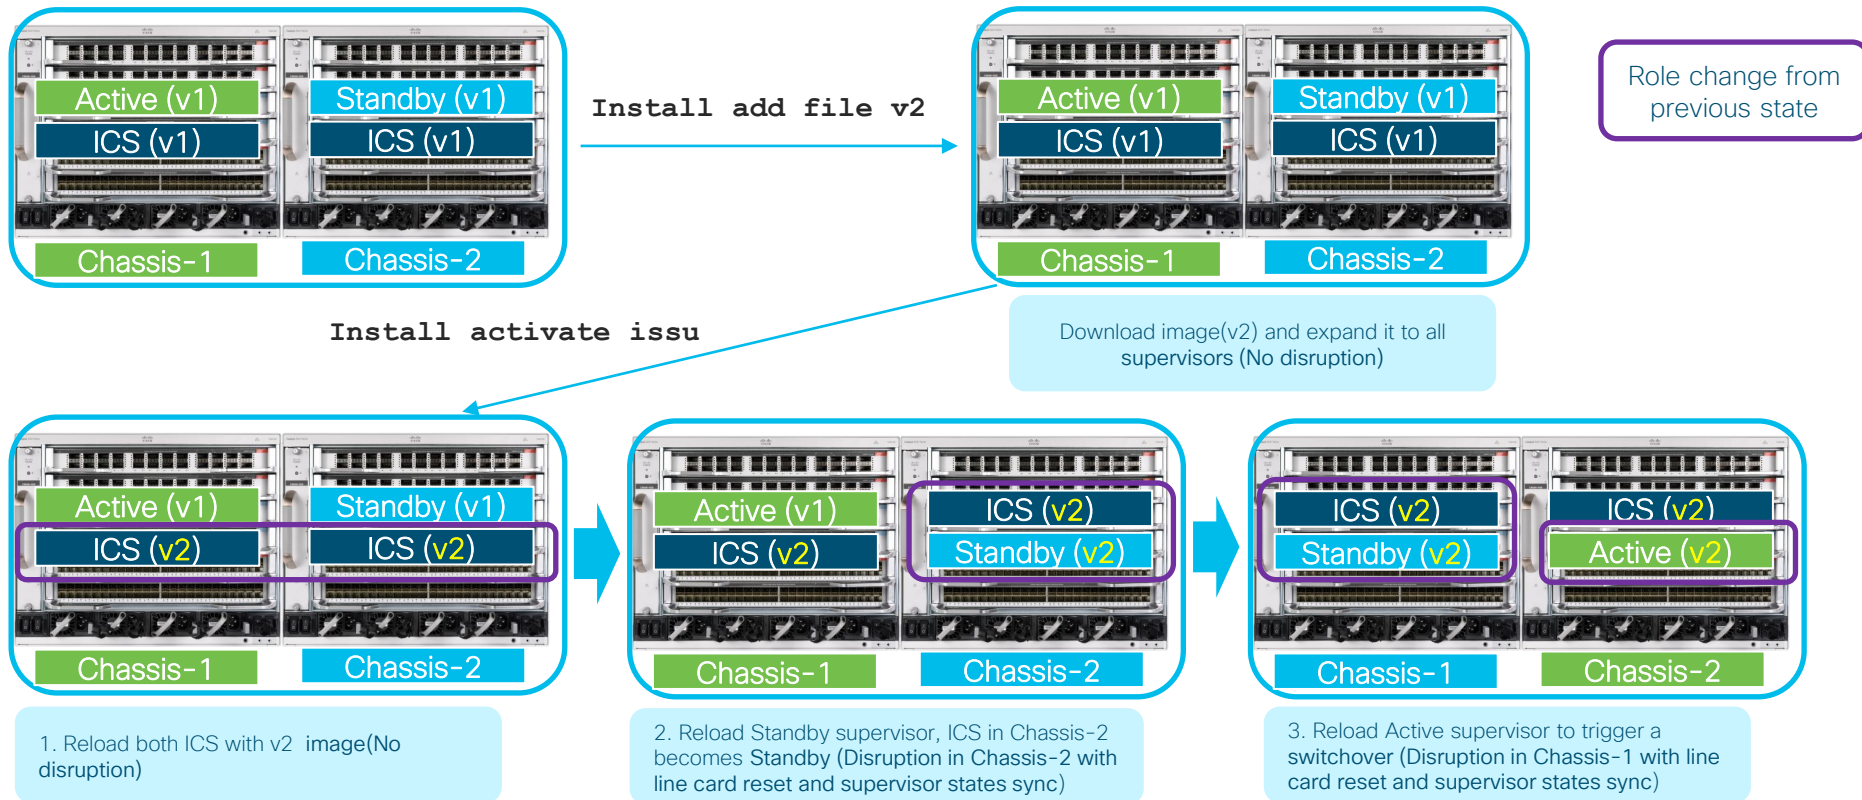 Active (v1)
Standby (v1)
ICS (v1)
ICS (v1)
Chassis-1
Chassis-2
Install add file v2
Active (v1)
Standby (v1)
ICS (v1)
ICS (v1)
Chassis-1
Chassis-2
Role change from
previous state
Download image(v2) and expand it to all
supervisors (No disruption)
Install activate issu
Active (v1)
Standby (v1)
ICS (v2)
ICS (v2)
Chassis-1
Chassis-2
1. Reload both ICS with v2 image(No
disruption)
Active (v1)
ICS (v2)
ICS (v2)
Standby (v2)
Chassis-1
Chassis-2
2. Reload Standby supervisor, ICS in Chassis-2
becomes Standby (Disruption in Chassis-2 with
line card reset and supervisor states sync)
ICS (v2)
ICS (v2)
Standby (v2)
Active (v2)
Chassis-1
Chassis-2
3. Reload Active supervisor to trigger a
switchover (Disruption in Chassis-1 with line
card reset and supervisor states sync)